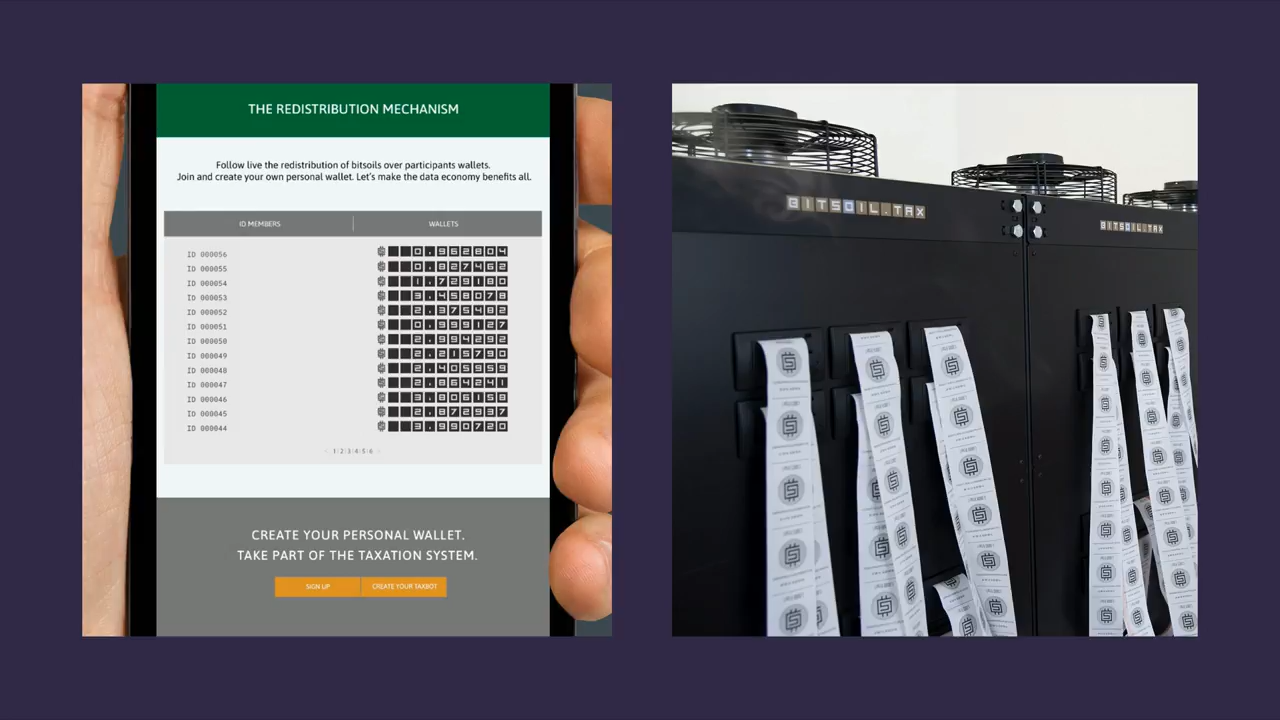 THE REDISTRIBUTION MECHANISM
Follow live the redistribution of bitsoils over participants wallets.
Join and create your own personal wallet. Let's make the data economy benefits all.
ID MEMBERS WALLETS
ID 000056 0.962804
ID 000055 0.827462
ID 000054 1.729180
ID 000053 3.458078
ID 000052 2.375482
ID 000051 0.999127
ID 000050 2.994292
ID 000049 2.215790
ID 000048 2.405959
ID 000047 2.864241
ID 000046 3.806158
ID 000045 2.872937
ID 000044 3.990720
< 1|2|3|4|5|6 >
CREATE YOUR PERSONAL WALLET.
TAKE PART OF THE TAXATION SYSTEM.
SIGN UP CREATE YOUR TAXBOT
BITSOIL.TAX
BITSOIL.TAX